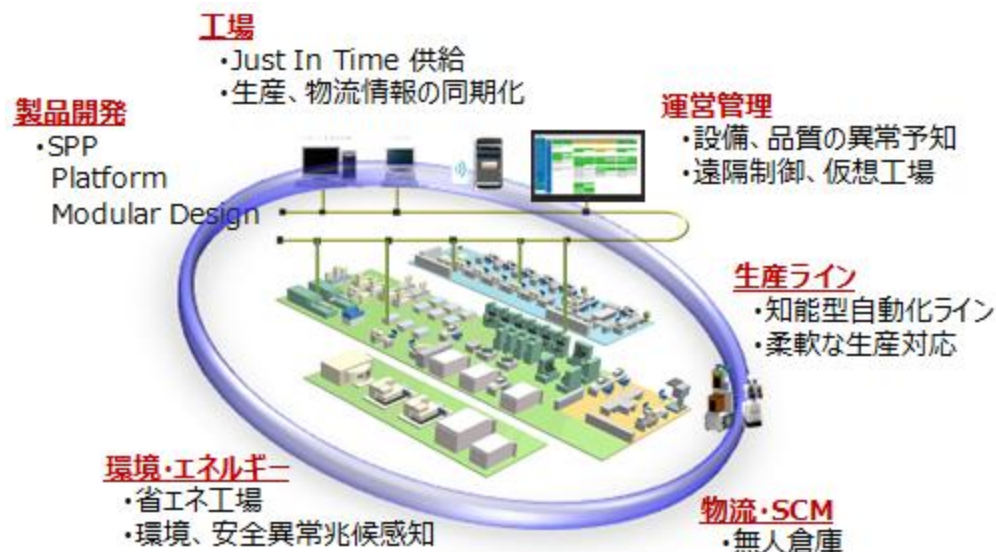 工場
・Just In Time 供給
・生産、物流情報の同期化
製品開発
・SPP
Platform
Modular Design
運営管理
・設備、品質の異常予知
・遠隔制御、仮想工場
生産ライン
・知能型自動化ライン
・柔軟な生産対応
環境・エネルギー
・省エネ工場
・環境、安全異常兆候感知
物流・SCM
・無人倉庫